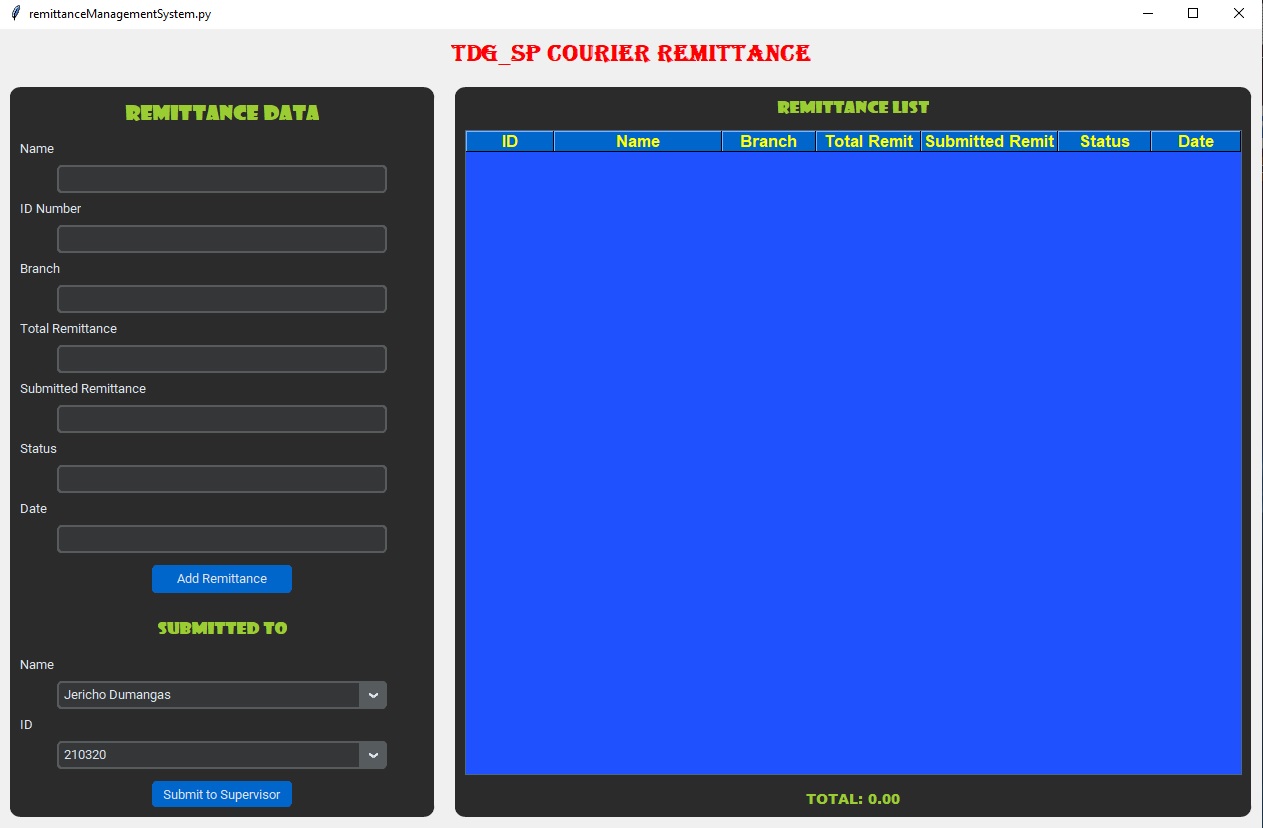 remittanceManagementSystem.py
TDG_SP COURIER REMITTANCE
REMITTANCE DATA
Name
ID Number
Branch
Total Remittance
Submitted Remittance
Status
Date
Add Remittance
SUBMITTED TO
Name
Jericho Dumangas
ID
210320
Submit to Supervisor
REMITTANCE LIST
ID Name Branch Total Remit Submitted Remit Status Date
TOTAL: 0.00